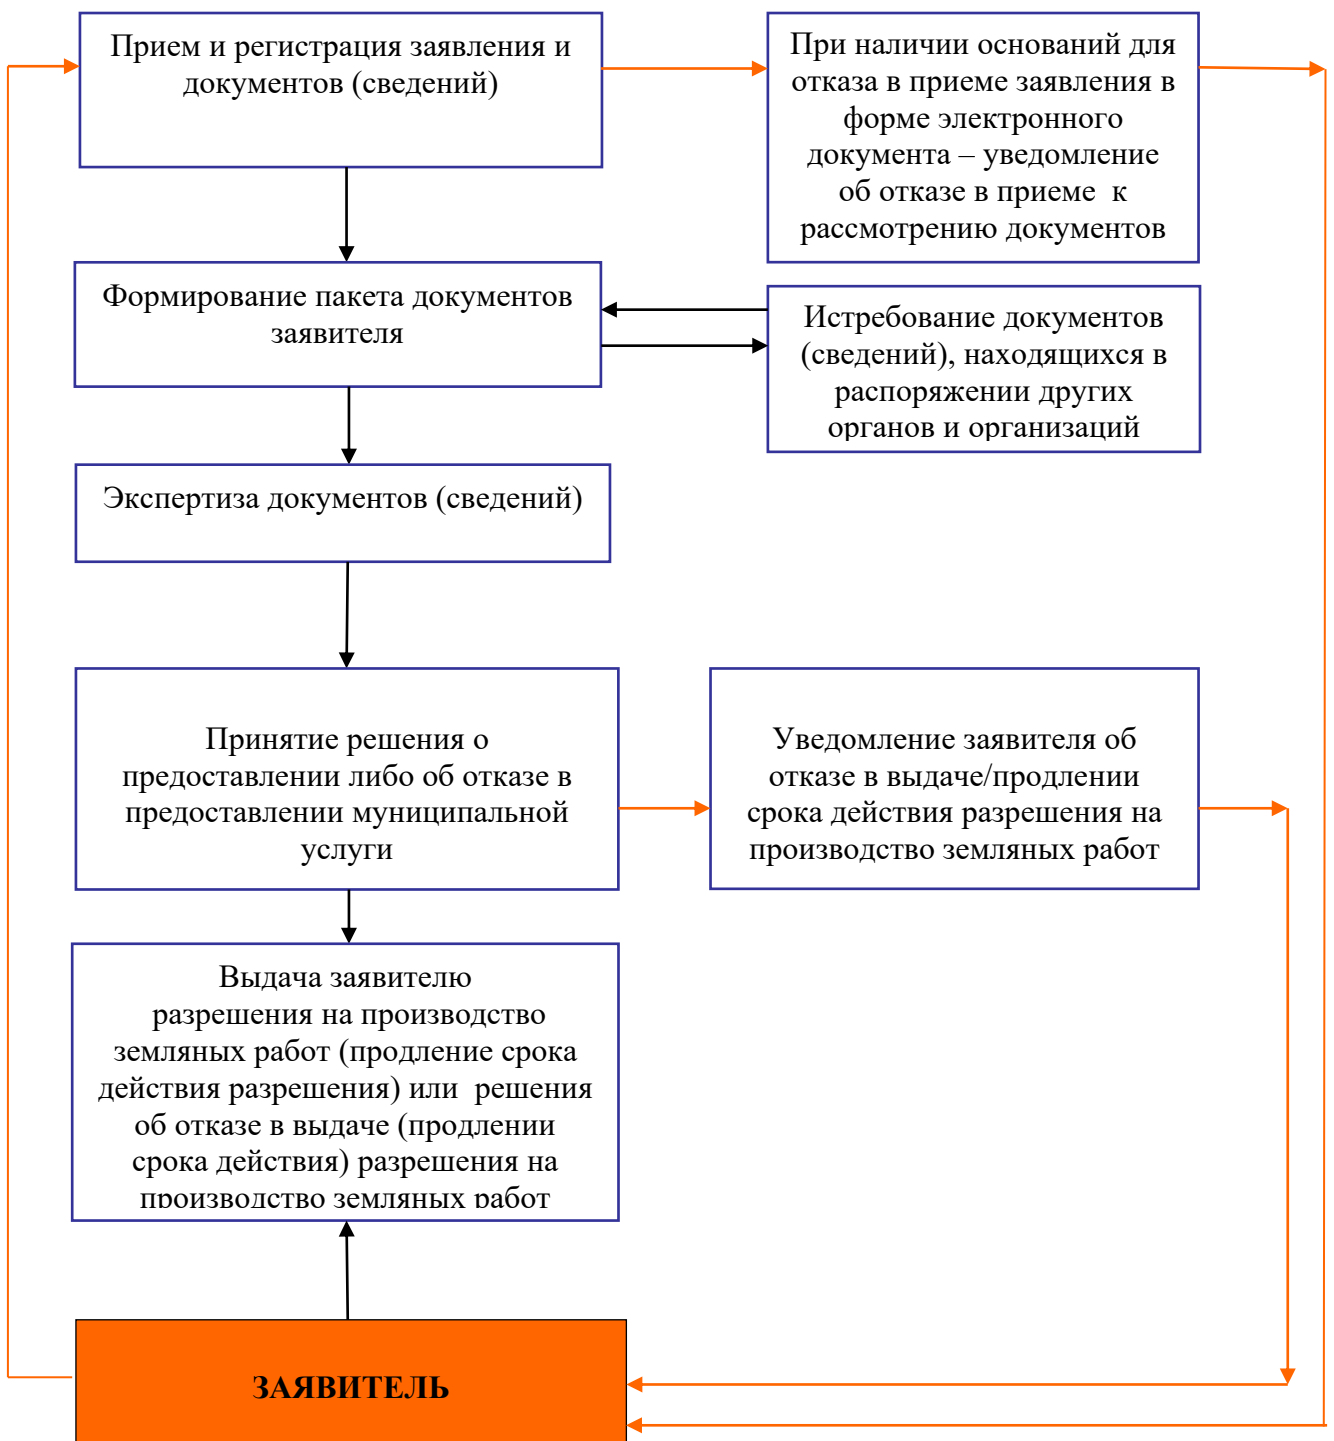 Прием и регистрация заявления и
документов (сведений)
При наличии оснований для
отказа в приеме заявления в
форме электронного
документа – уведомление
об отказе в приеме к
рассмотрению документов
Формирование пакета документов
заявителя
Истребование документов
(сведений), находящихся в
распоряжении других
органов и организаций
Экспертиза документов (сведений)
Принятие решения о
предоставлении либо об отказе в
предоставлении муниципальной
услуги
Уведомление заявителя об
отказе в выдаче/продлении
срока действия разрешения на
производство земляных работ
Выдача заявителю
разрешения на производство
земляных работ (продление срока
действия разрешения) или решения
об отказе в выдаче (продлении
срока действия) разрешения на
производство земляных работ
ЗАЯВИТЕЛЬ